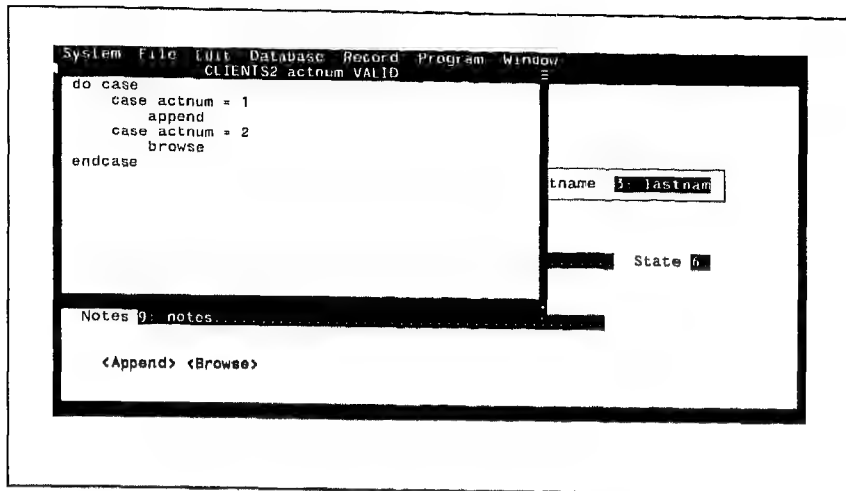 System File Edit Database Record Program Window
CLIENTS2 actnum VALID
do case
case actnum = 1
append
case actnum = 2
browse
endcase
tname 3: lastnam
State 6
Notes 9: notes......................................................
<Append> <Browse>